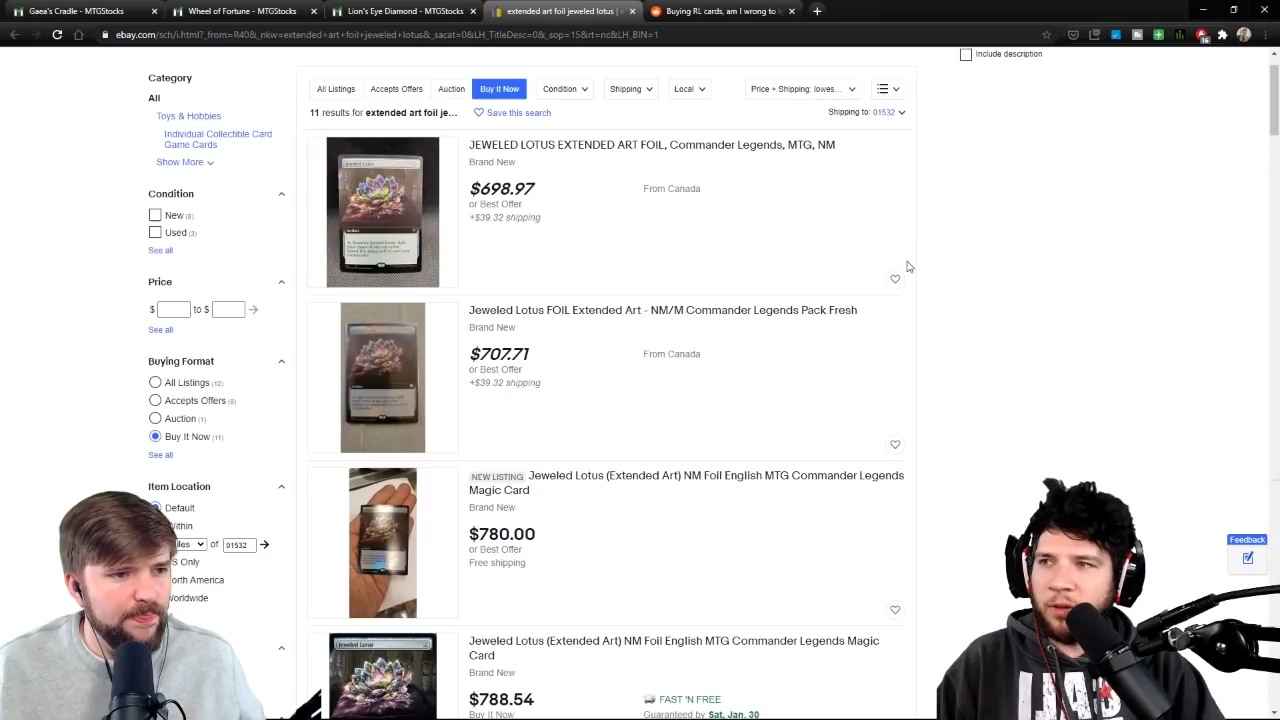 Gaea's Cradle - MTGStocks
Wheel of Fortune - MTGStocks
Lion's Eye Diamond - MTGStocks
extended art foil jeweled lotus |
Buying RL cards, am I wrong to
ebay.com/sch/i.html?_from=R40&_nkw=extended+art+foil+jeweled+lotus&_sacat=0&LH_TitleDesc=0&_sop=15&rt=nc&LH_BIN=1
Include description
Category
All
Toys & Hobbies
Individual Collectible Card
Game Cards
Show More
Condition
New (8)
Used (3)
See all
Price
$ to $
See all
Buying Format
All Listings (12)
Accepts Offers (8)
Auction (1)
Buy It Now (11)
See all
Item Location
Default
ithin
iles of 01532
S Only
orth America
orldwide
All Listings
Accepts Offers
Auction
Buy It Now
Condition
Shipping
Local
Price + Shipping: lowes...
11 results for extended art foil je...
Save this search
Shipping to: 01532
JEWELED LOTUS EXTENDED ART FOIL, Commander Legends, MTG, NM
Brand New
$698.97
From Canada
or Best Offer
+$39.32 shipping
Jeweled Lotus FOIL Extended Art - NM/M Commander Legends Pack Fresh
Brand New
$707.71
From Canada
or Best Offer
+$39.32 shipping
NEW LISTING Jeweled Lotus (Extended Art) NM Foil English MTG Commander Legends
Magic Card
Brand New
$780.00
or Best Offer
Free shipping
Jeweled Lotus
Jeweled Lotus (Extended Art) NM Foil English MTG Commander Legends Magic
Card
Brand New
$788.54
FAST 'N FREE
Buy It Now
Guaranteed by Sat, Jan. 30
Feedback